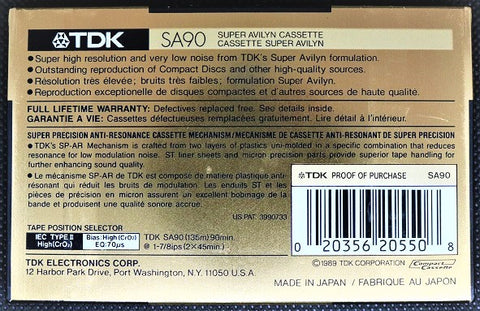 TDK SA90 SUPER AVILYN CASSETTE
CASSETTE SUPER AVILYN
• Super high resolution and very low noise from TDK's Super Avilyn formulation.
• Outstanding reproduction of Compact Discs and other high-quality sources.
• Résolution très élevée; bruits très faibles; formulation Super Avilyn.
• Reproduction exceptionelle de disques compactes et d'autres sources de haute qualité.
FULL LIFETIME WARRANTY: Defectives replaced free. See details inside.
GARANTIE A VIE: Cassettes défectueuses remplacées gratuitement. Lire détail à l'intérieur.
SUPER PRECISION ANTI-RESONANCE CASSETTE MECHANISM/MECANISME DE CASSETTE ANTI-RESONANT DE SUPER PRECISION
• TDK's SP-AR Mechanism is crafted from two layers of plastics uni-molded in a specific combination that reduces
resonance for low modulation noise. ST liner sheets and micron precision parts provide superior tape handling for
further enhancing sound quality.
• Le mécanisme SP-AR de TDK est composé de matière plastique anti-
résonant qui réduit les bruits de modulation. Les enduits ST et les
pièces de précision en micron assurent un excellent bobinage de la
bande et produisent une meilleure qualité sonore.
US PAT. 3990733
TAPE POSITION SELECTOR
IEC TYPE II
High(CrO₂)
Bias: High(CrO₂)
EQ: 70μs
TDK SA90(135m)90min.
@ 1-7/8ips (2×45min.)
TDK ELECTRONICS CORP.
12 Harbor Park Drive, Port Washington, N.Y. 11050 U.S.A.
TDK PROOF OF PURCHASE SA90
0 20356 20550 8
©1989 TDK CORPORATION
Compact Cassette
MADE IN JAPAN / FABRIQUE AU JAPON